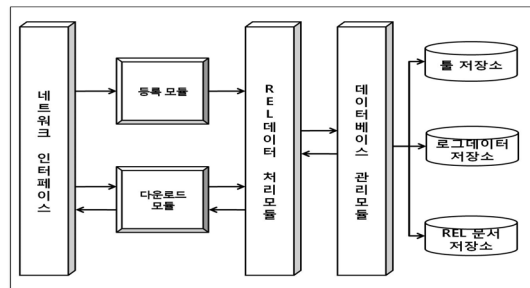 네트워크 인터페이스
등록 모듈
다운로드
모듈
REL데이터 처리모듈
데이터베이스 관리모듈
툴 저장소
로그데이터
저장소
REL 문서
저장소